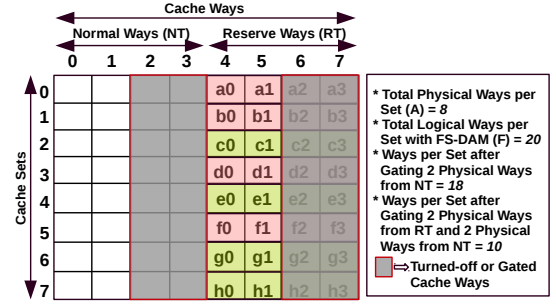 Cache Ways
Normal Ways (NT) Reserve Ways (RT)
0 1 2 3 4 5 6 7
Cache Sets
0 a0 a1 a2 a3
1 b0 b1 b2 b3
2 c0 c1 c2 c3
3 d0 d1 d2 d3
4 e0 e1 e2 e3
5 f0 f1 f2 f3
6 g0 g1 g2 g3
7 h0 h1 h2 h3
* Total Physical Ways per
Set (A) = 8
* Total Logical Ways per
Set with FS-DAM (F) = 20
* Ways per Set after
Gating 2 Physical Ways
from NT = 18
* Ways per Set after
Gating 2 Physical Ways
from RT and 2 Physical
Ways from NT = 10
⇔Turned-off or Gated
Cache Ways